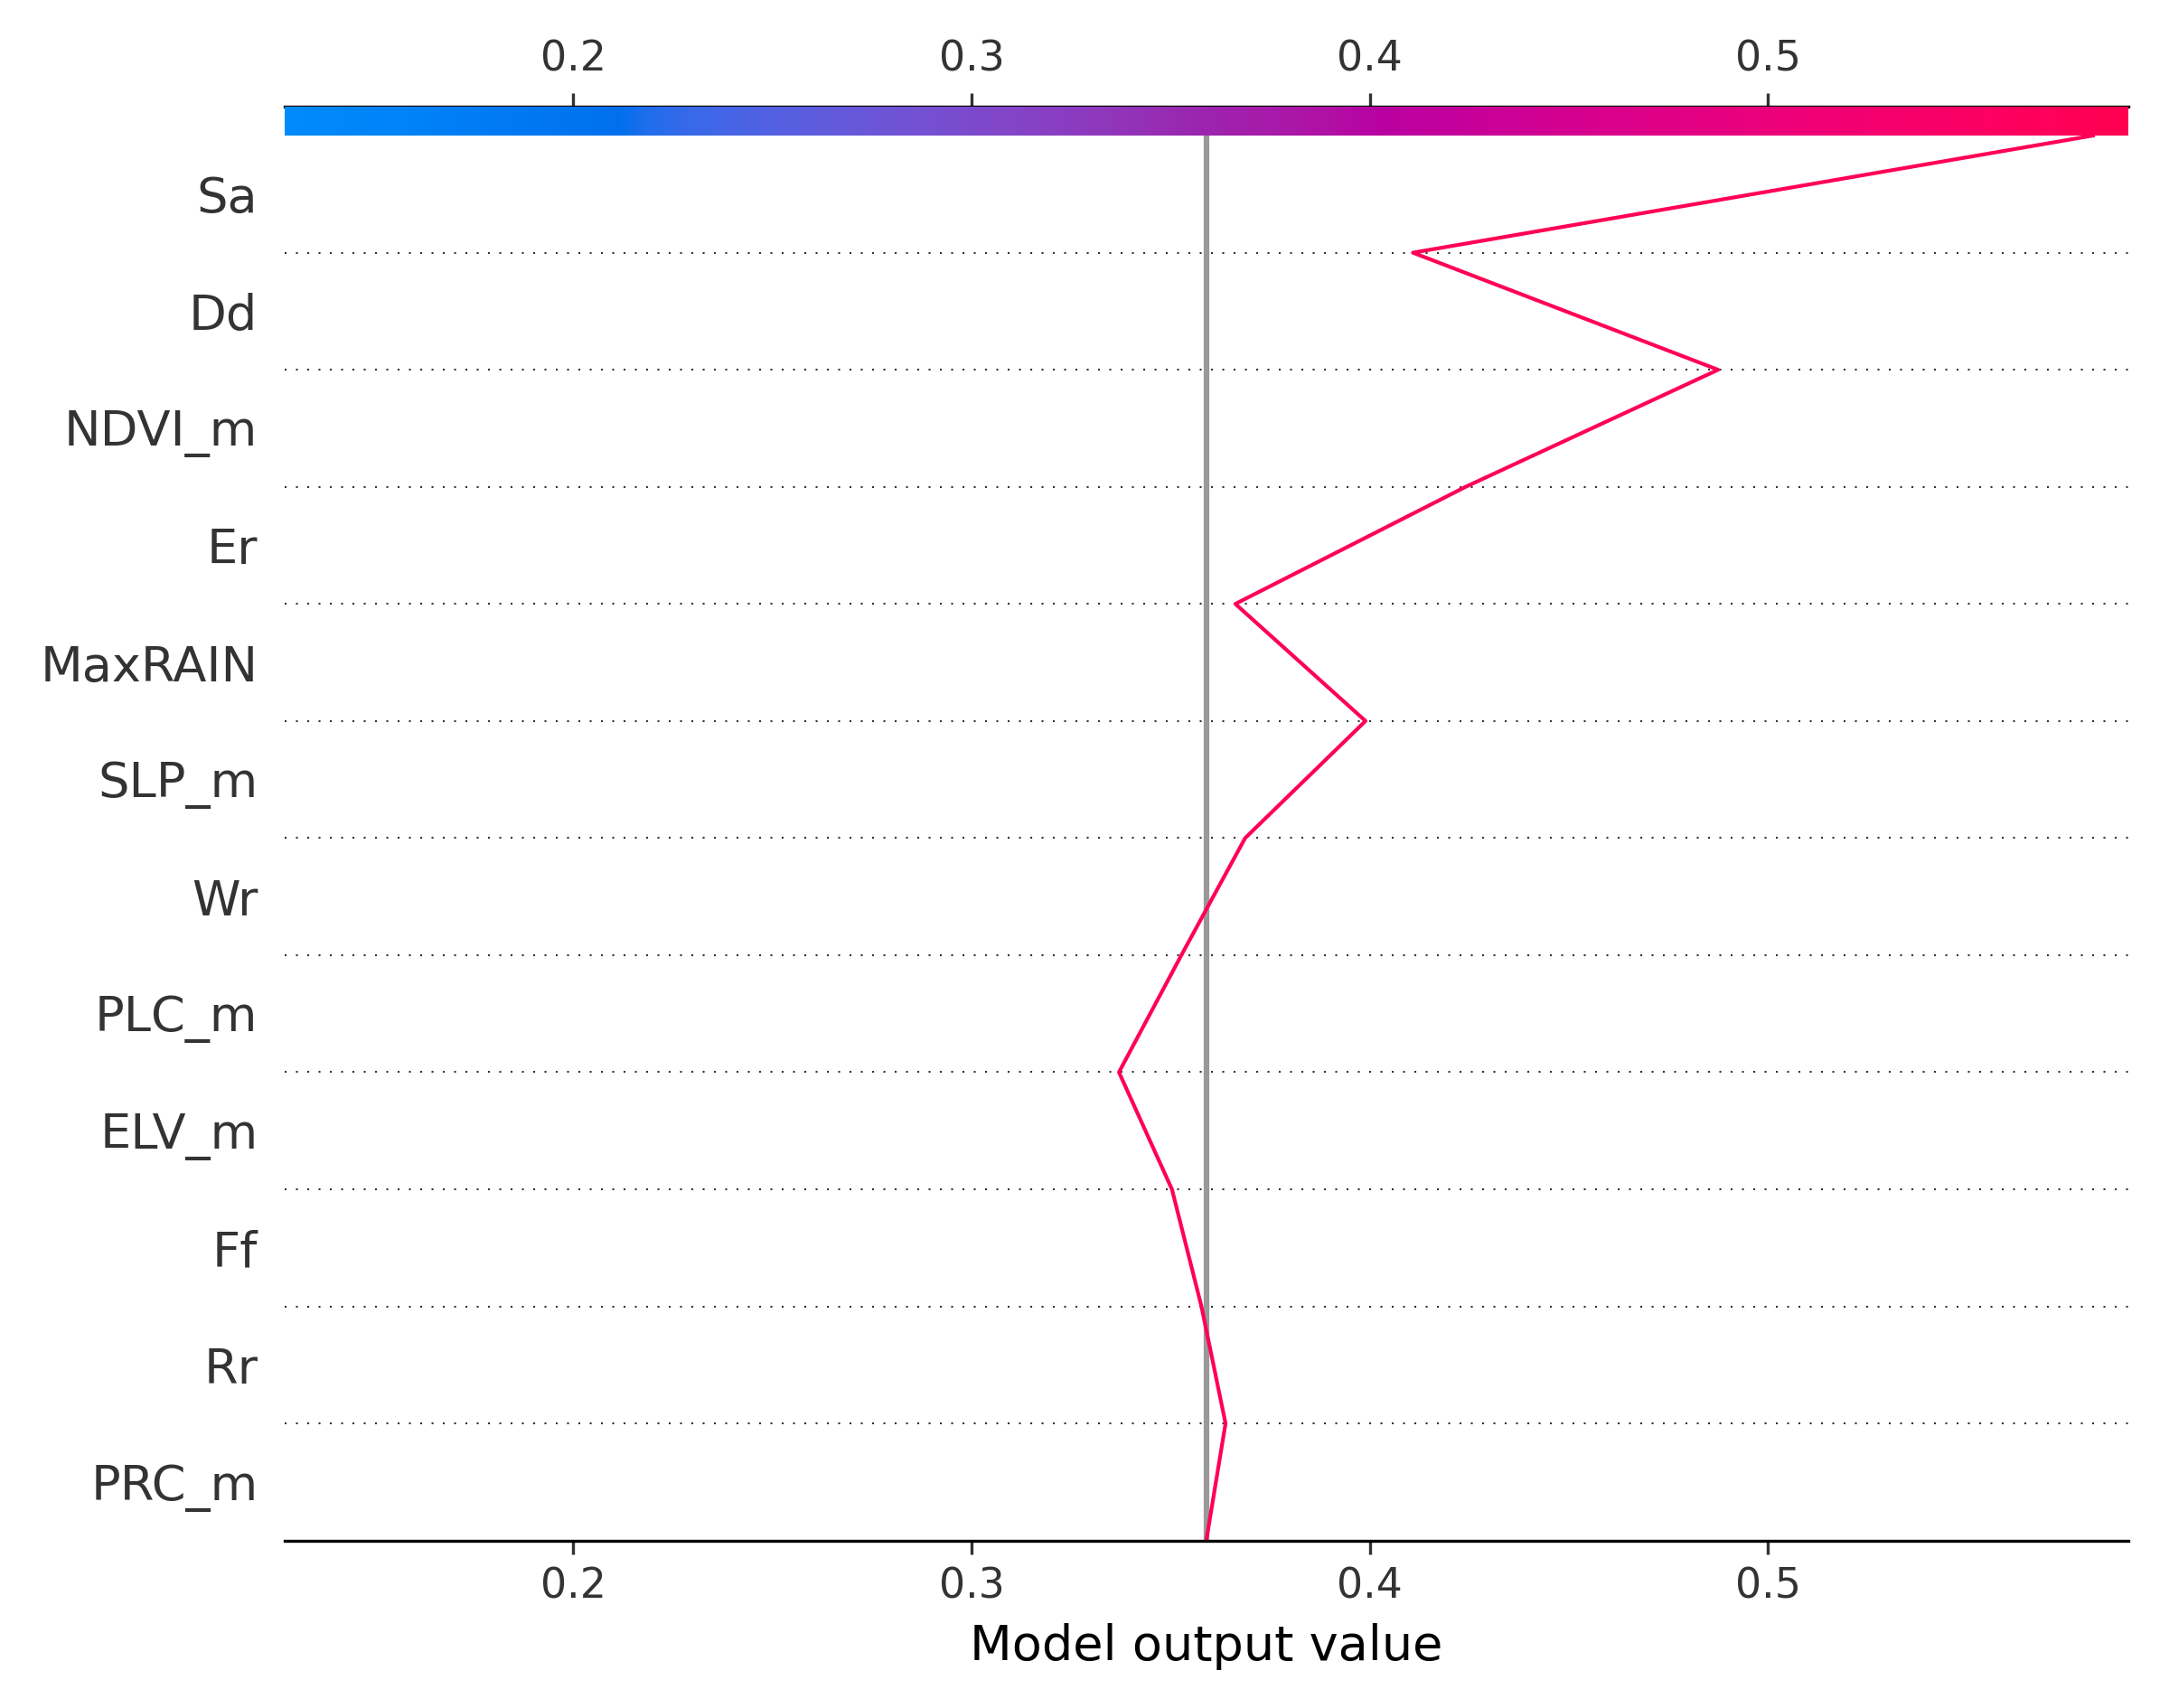 0.2 0.3 0.4 0.5
Sa
Dd
NDVI_m
Er
MaxRAIN
SLP_m
Wr
PLC_m
ELV_m
Ff
Rr
PRC_m
0.2 0.3 0.4 0.5
Model output value